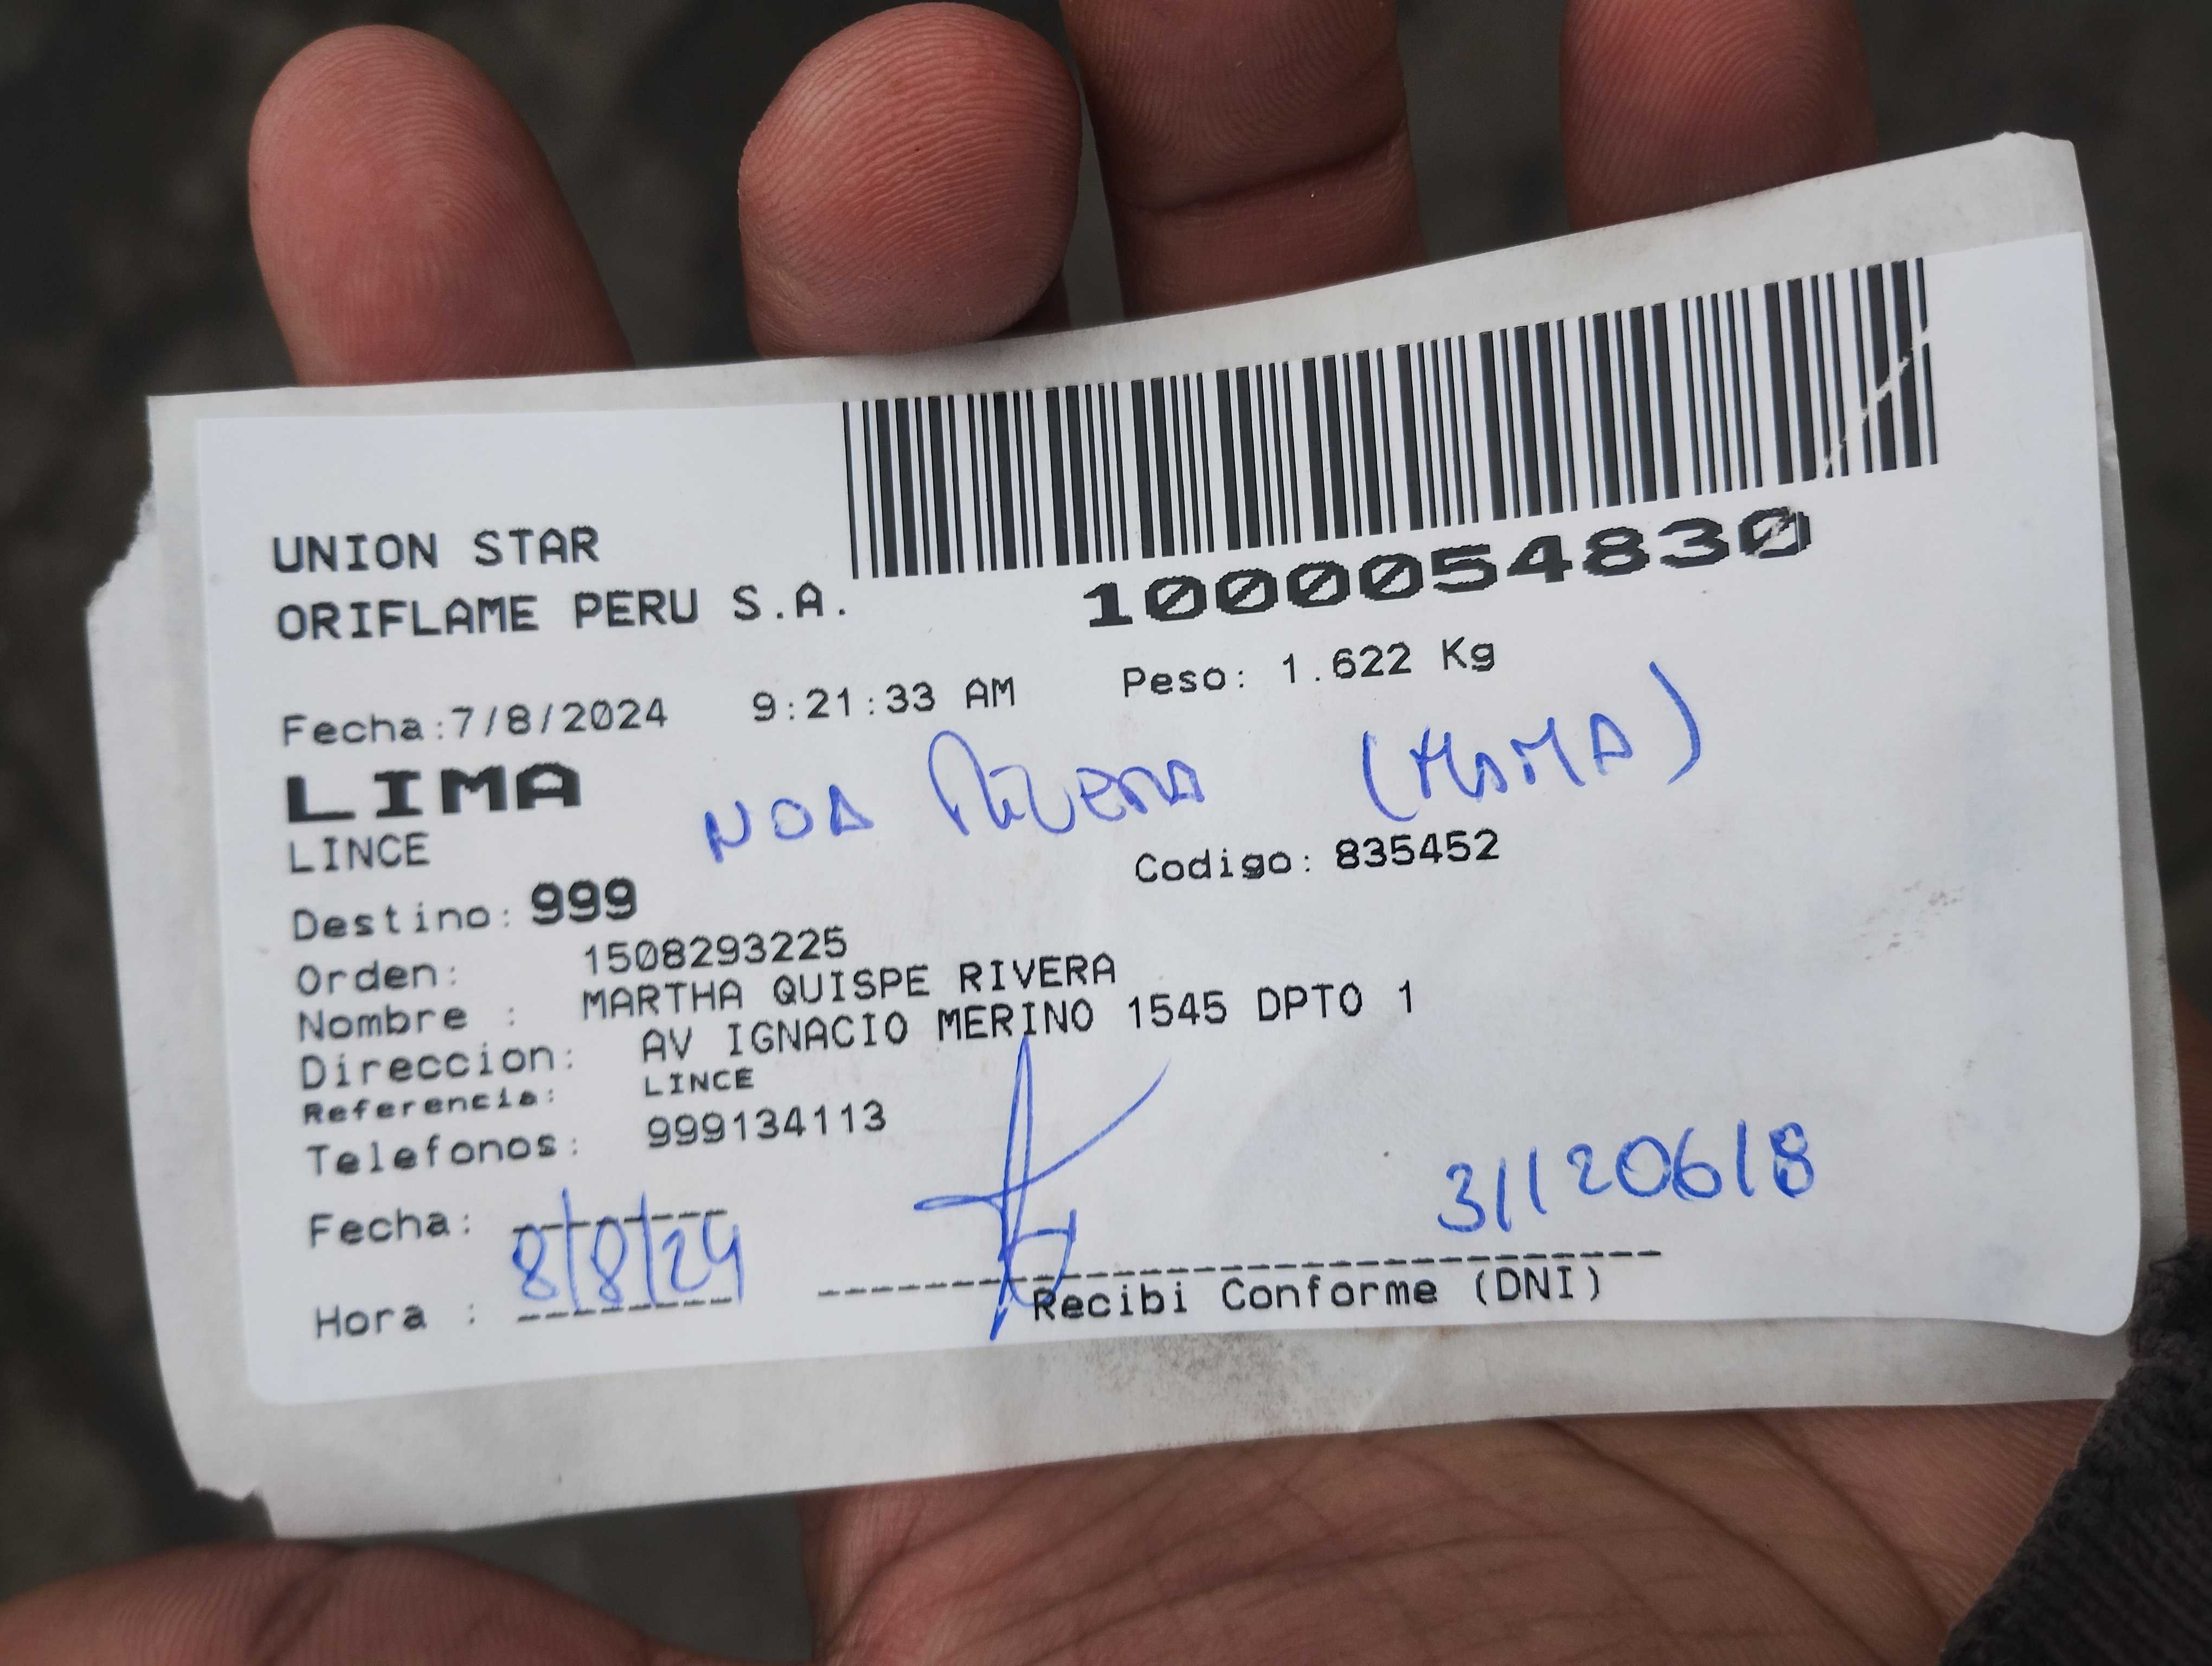 UNION STAR
ORIFLAME PERU S.A.
1000054830
Fecha:7/8/2024 9:21:33 AM Peso: 1.622 Kg
LIMA
NOA RIVERA (MAMA)
LINCE
Codigo: 835452
Destino: 999
Orden: 1508293225
Nombre : MARTHA QUISPE RIVERA
Direccion: AV IGNACIO MERINO 1545 DPTO 1
Referencia: LINCE
Telefonos: 999134113
31120618
Fecha: 8/8/24
Hora :
Recibi Conforme (DNI)